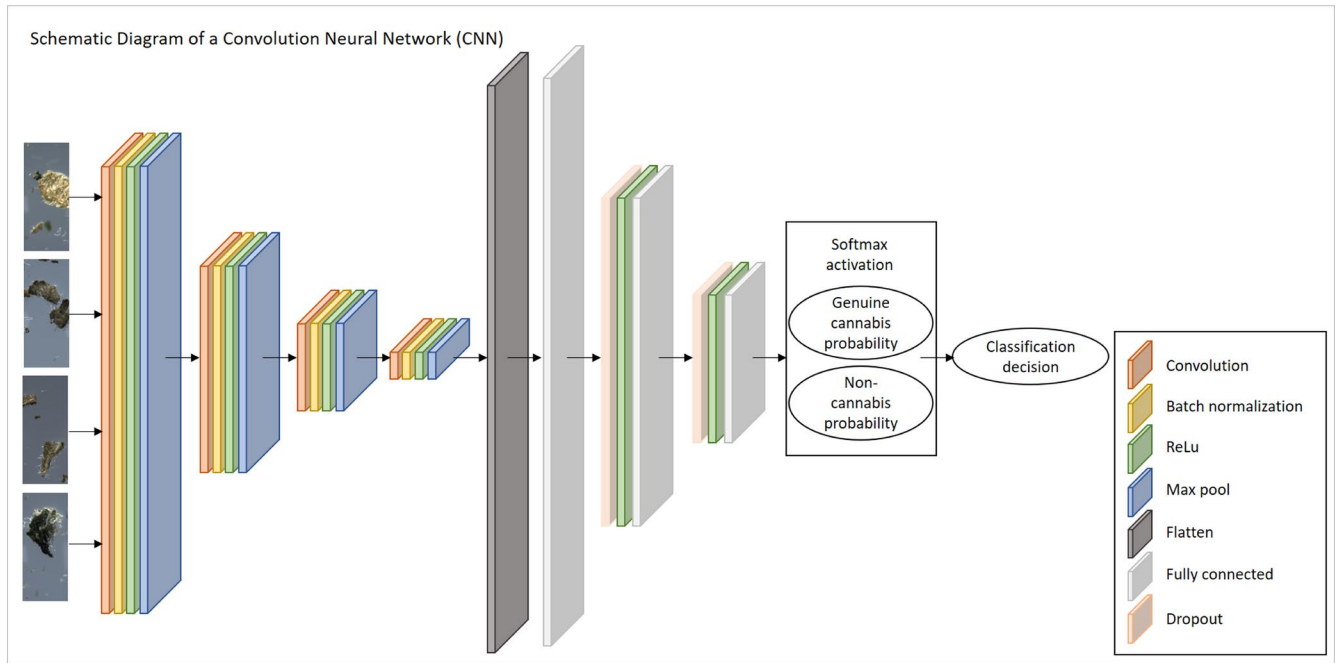 Schematic Diagram of a Convolution Neural Network (CNN)
Softmax
activation
Genuine
cannabis
probability
Non-
cannabis
probability
Classification
decision
Convolution
Batch normalization
ReLu
Max pool
Flatten
Fully connected
Dropout